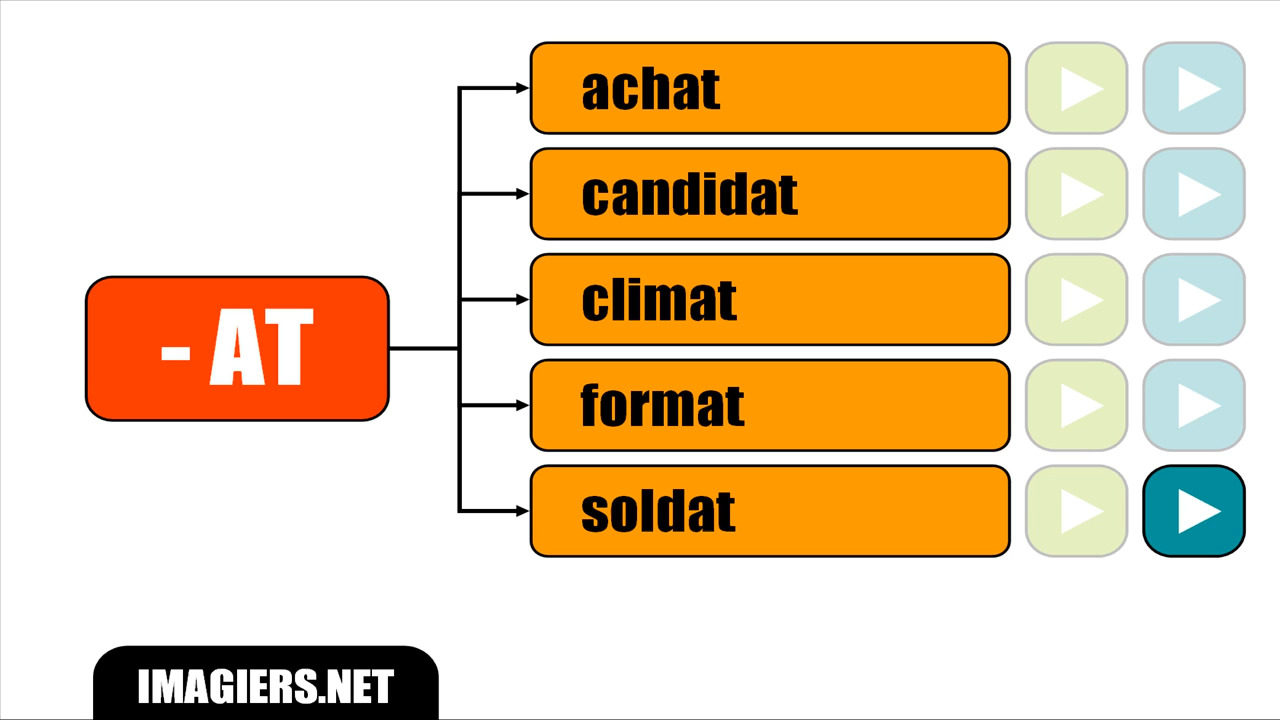 achat
candidat
climat
- AT
format
soldat
IMAGIERS.NET